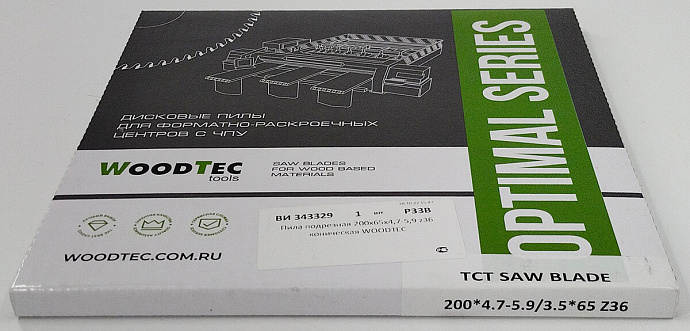 OPTIMAL SERIES
ДИСКОВЫЕ ПИЛЫ
ДЛЯ ФОРМАТНО-РАСКРОЕЧНЫХ
ЦЕНТРОВ С ЧПУ
WOODTEC
tools
SAW BLADES
FOR WOOD BASED
MATERIALS
ВИ 343329 1 шт Р33В
Пила подрезная 200x65x4,7-5,9 z36
коническая WOODTEC
WOODTEC.COM.RU
TCT SAW BLADE
200*4.7-5.9/3.5*65 Z36